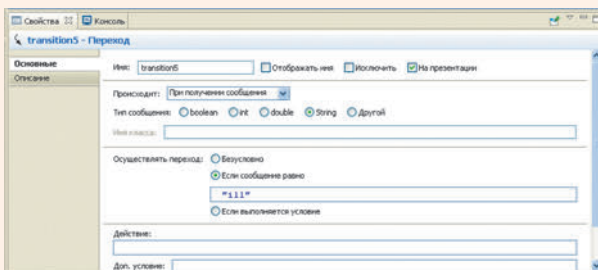 Свойства Консоль
transition5 - Переход
Основные
Описание
Имя: transition5 Отображать имя Исключить На презентации
Происходит: При получении сообщения
Тип сообщения: boolean int double String Другой
Имя класса:
Осуществлять переход: Безусловно
Если сообщение равно
"ill"
Если выполняется условие
Действие:
Доп. условие: